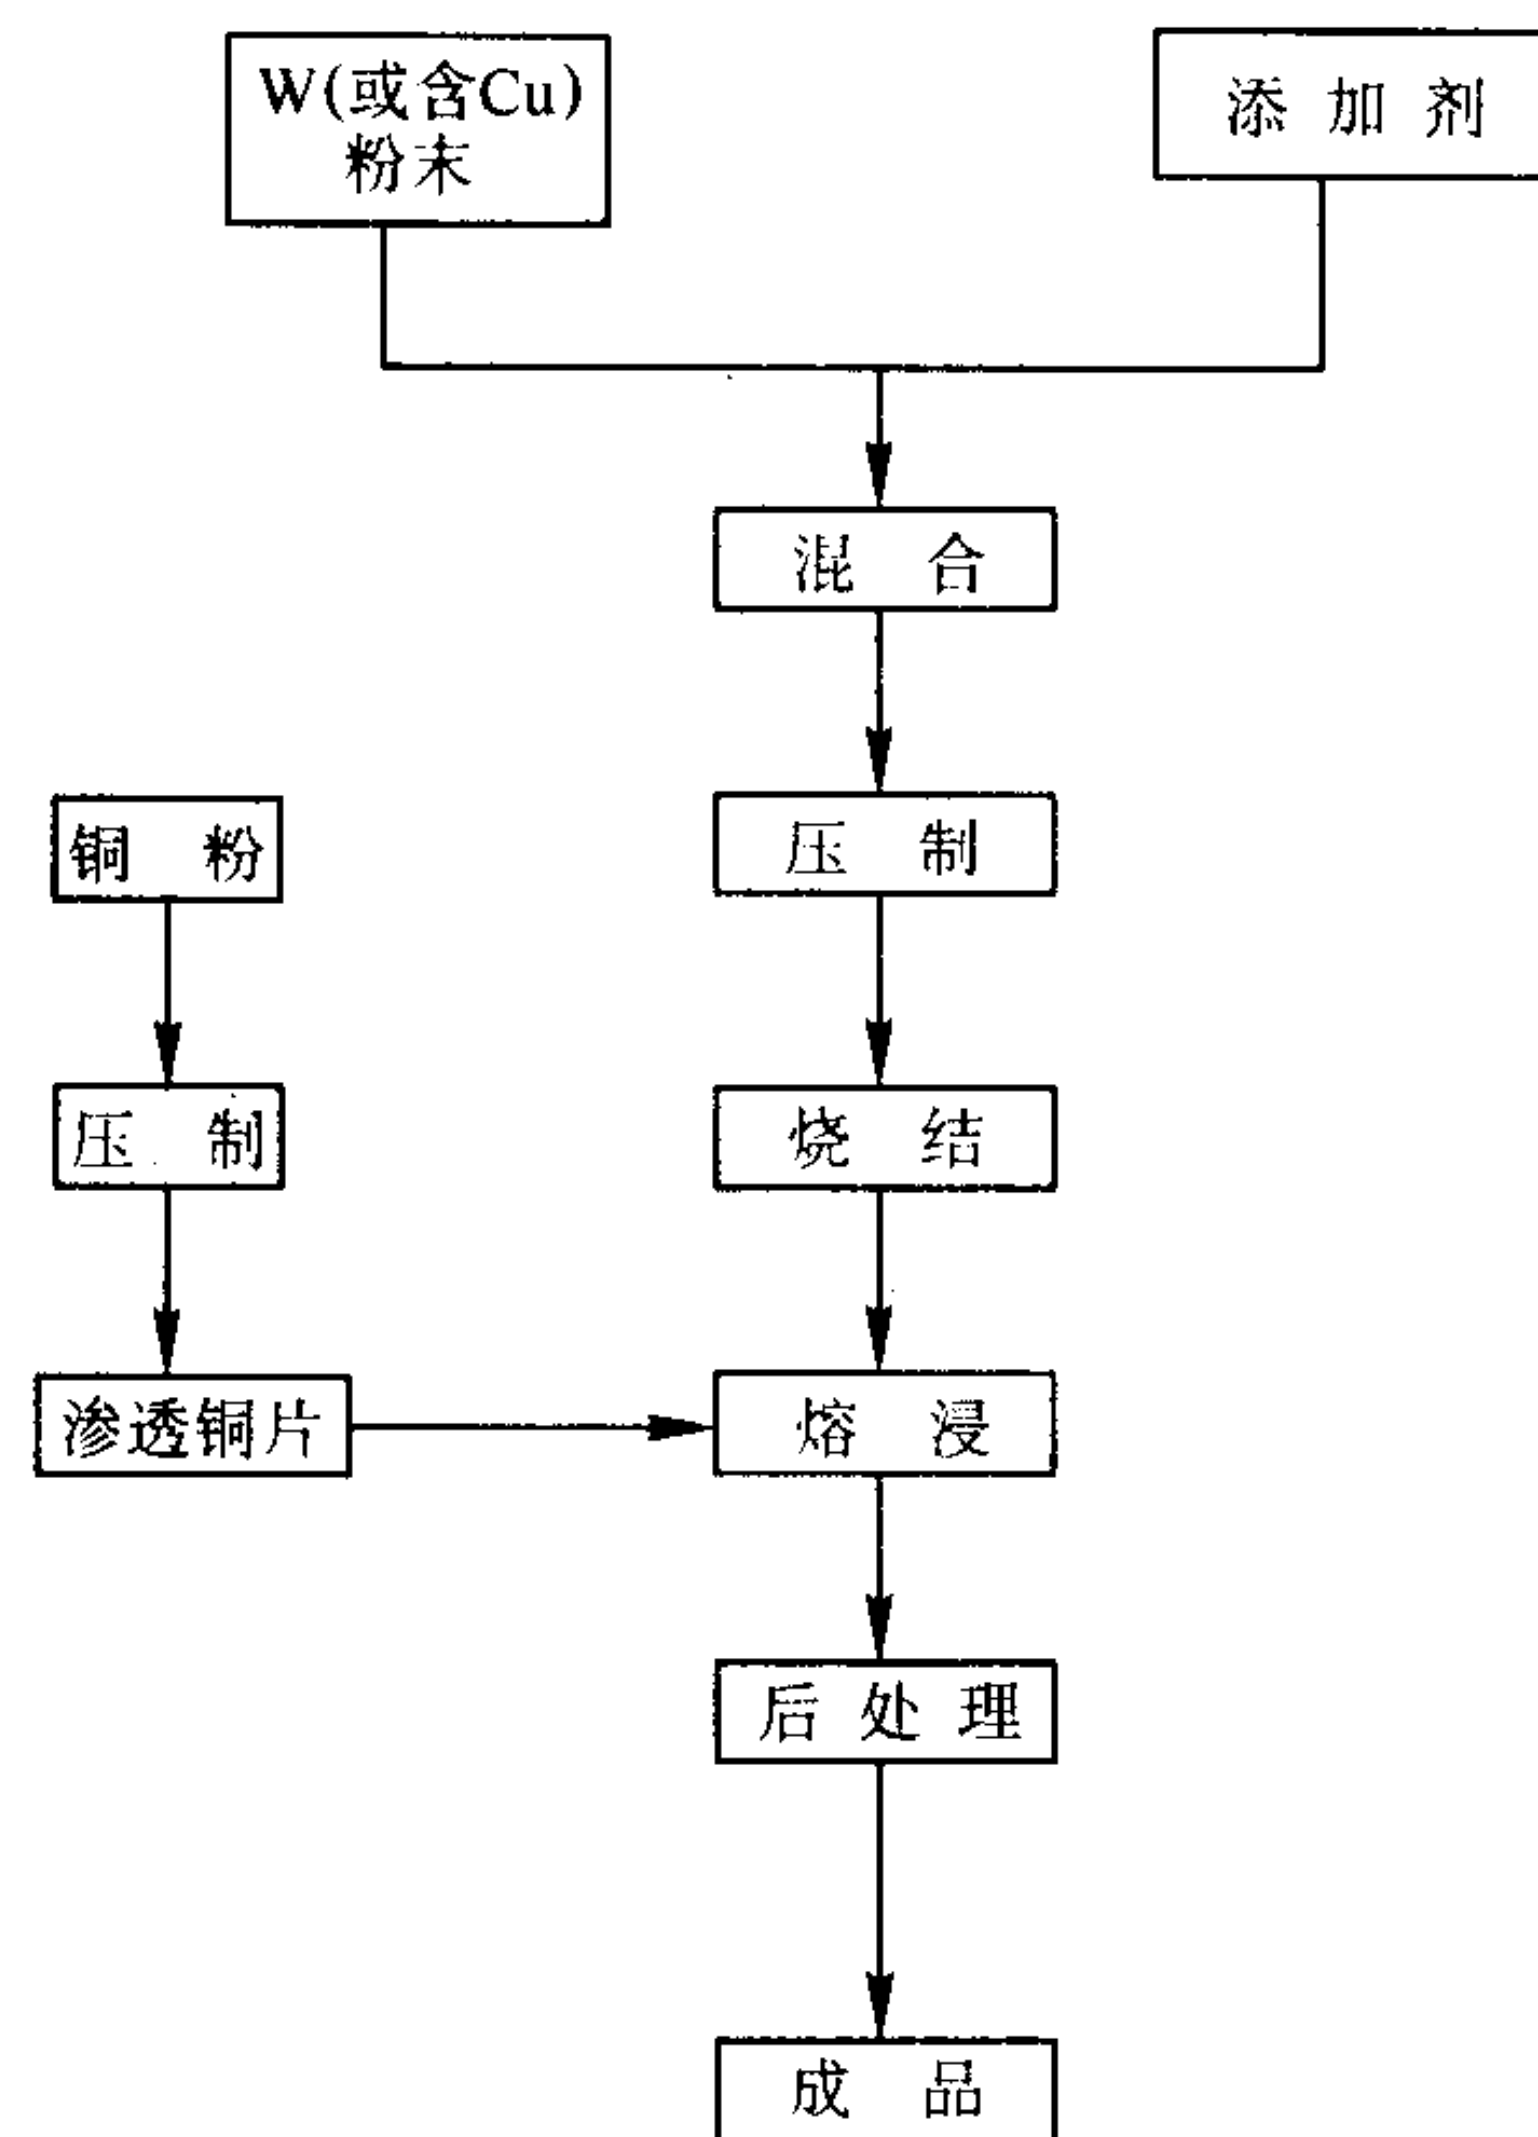 W(或含Cu)
粉末
添加剂
混合
压制
铜粉
压制
烧结
渗透铜片
熔浸
后处理
成品